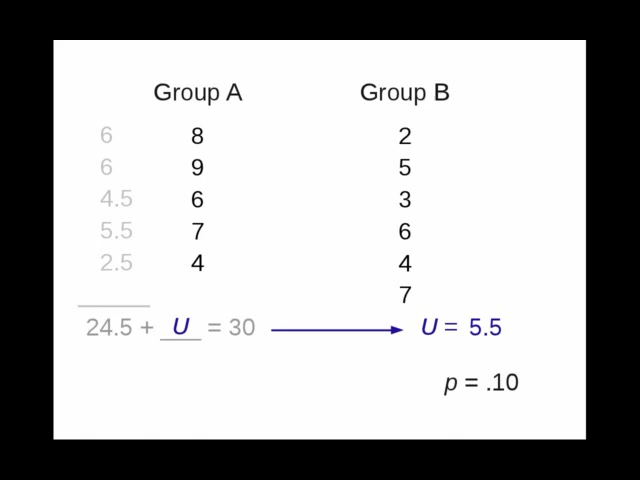 Group A Group B
6 8 2
6 9 5
4.5 6 3
5.5 7 6
2.5 4 4
7
24.5 + U = 30 U = 5.5
p = .10